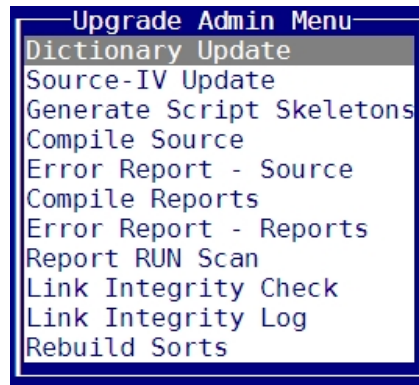 Upgrade Admin Menu
Dictionary Update
Source-IV Update
Generate Script Skeletons
Compile Source
Error Report - Source
Compile Reports
Error Report - Reports
Report RUN Scan
Link Integrity Check
Link Integrity Log
Rebuild Sorts